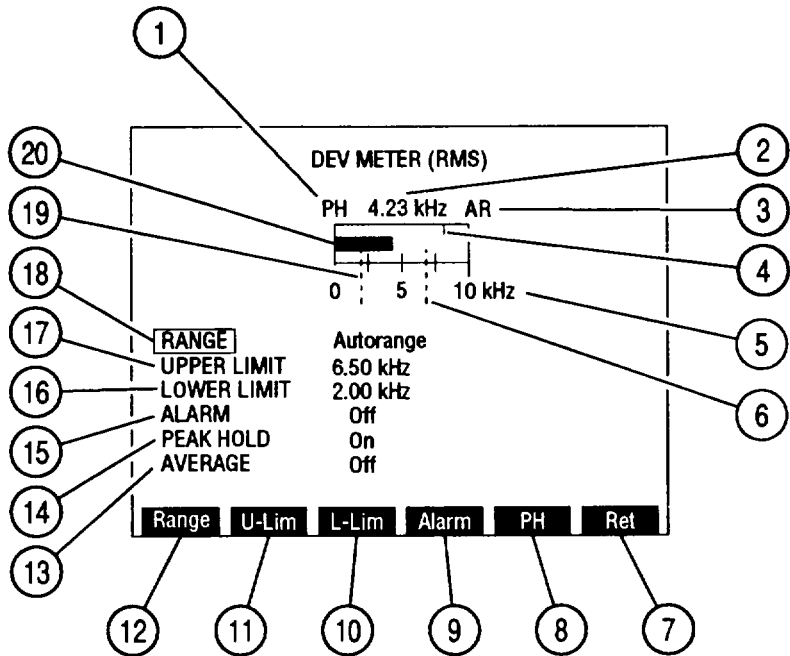 1
20
DEV METER (RMS)
2
19
PH 4.23 kHz AR
3
18
4
0 5 10 kHz
5
17
RANGE Autorange
UPPER LIMIT 6.50 kHz
16
LOWER LIMIT 2.00 kHz
6
15
ALARM Off
14
PEAK HOLD On
13
AVERAGE Off
Range U-Lim L-Lim Alarm PH Ret
12 11 10 9 8 7